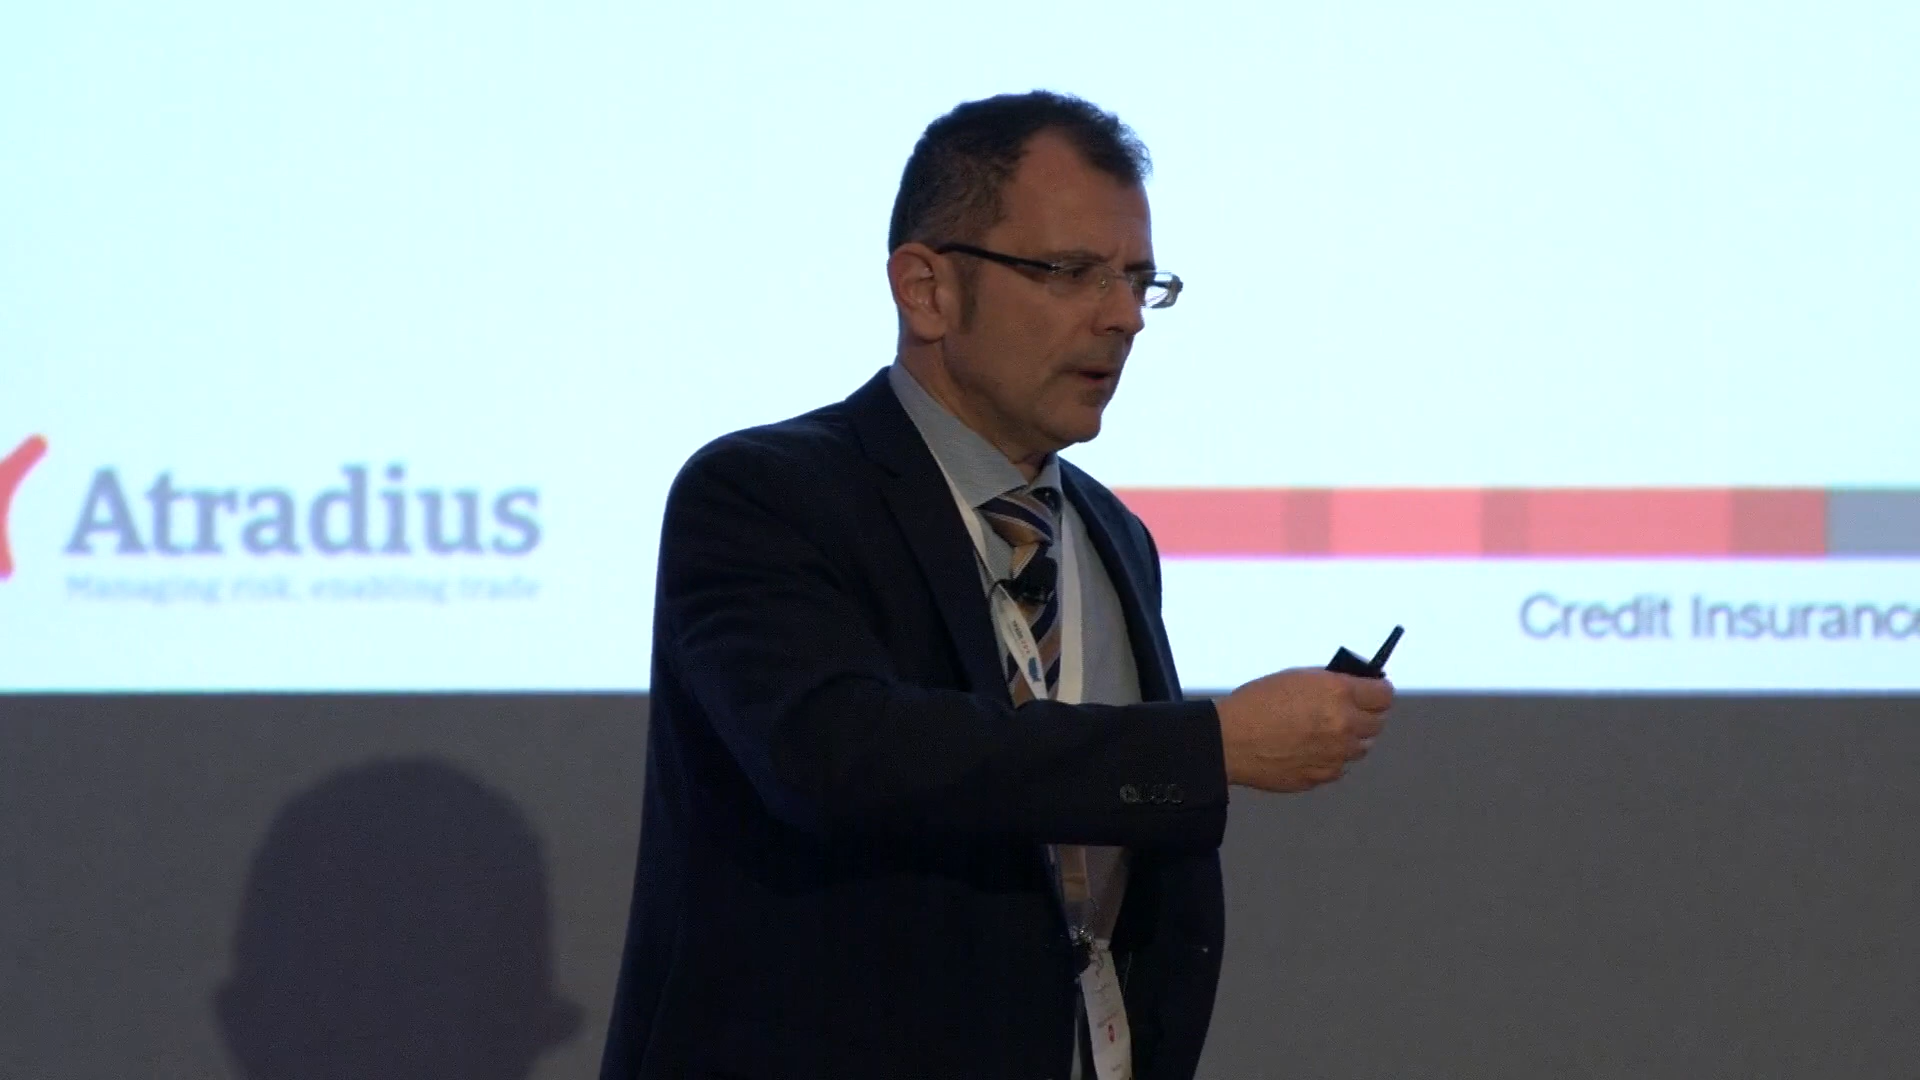 Atradius
Managing risk, enabling trade
Credit Insurance